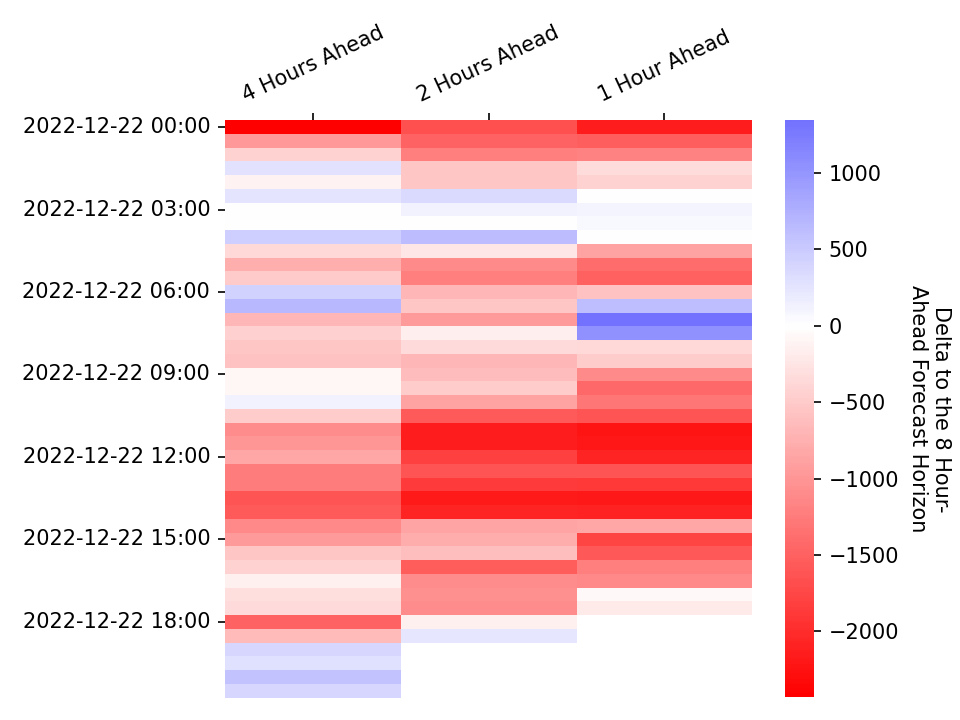 4 Hours Ahead
2 Hours Ahead
1 Hour Ahead
2022-12-22 00:00
2022-12-22 03:00
2022-12-22 06:00
2022-12-22 09:00
2022-12-22 12:00
2022-12-22 15:00
2022-12-22 18:00
1000
500
0
−500
−1000
−1500
−2000
Delta to the 8 Hour-
Ahead Forecast Horizon